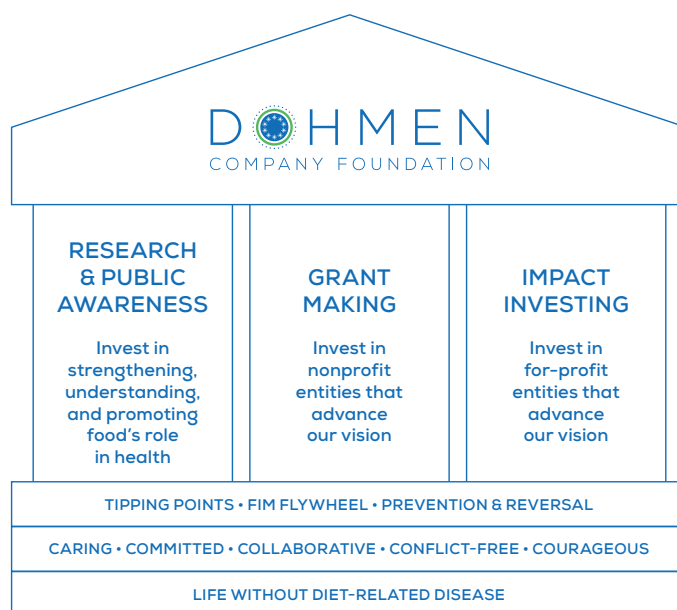 DOHMEN
COMPANY FOUNDATION
RESEARCH
& PUBLIC
AWARENESS
Invest in
strengthening,
understanding,
and promoting
food's role
in health
GRANT
MAKING
Invest in
nonprofit
entities that
advance
our vision
IMPACT
INVESTING
Invest in
for-profit
entities that
advance
our vision
TIPPING POINTS • FIM FLYWHEEL • PREVENTION & REVERSAL
CARING • COMMITTED • COLLABORATIVE • CONFLICT-FREE • COURAGEOUS
LIFE WITHOUT DIET-RELATED DISEASE